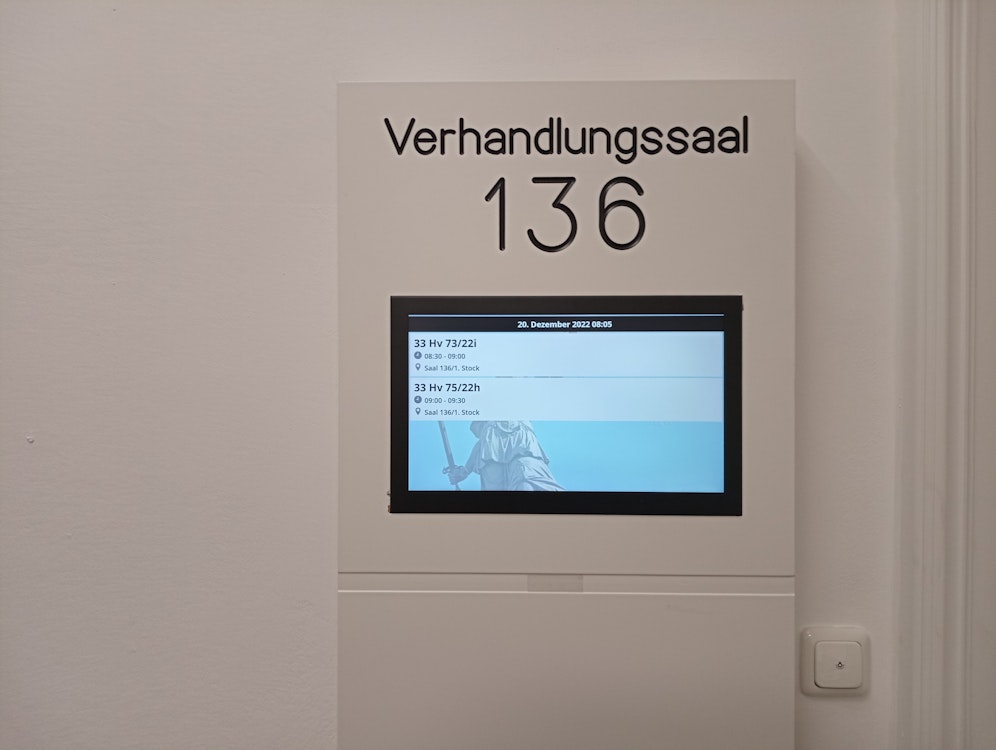 Verhandlungssaal
136
20. Dezember 2022 08:05
33 Hv 73/22i
08:30 - 09:00
Saal 136/1. Stock
33 Hv 75/22h
09:00 - 09:30
Saal 136/1. Stock